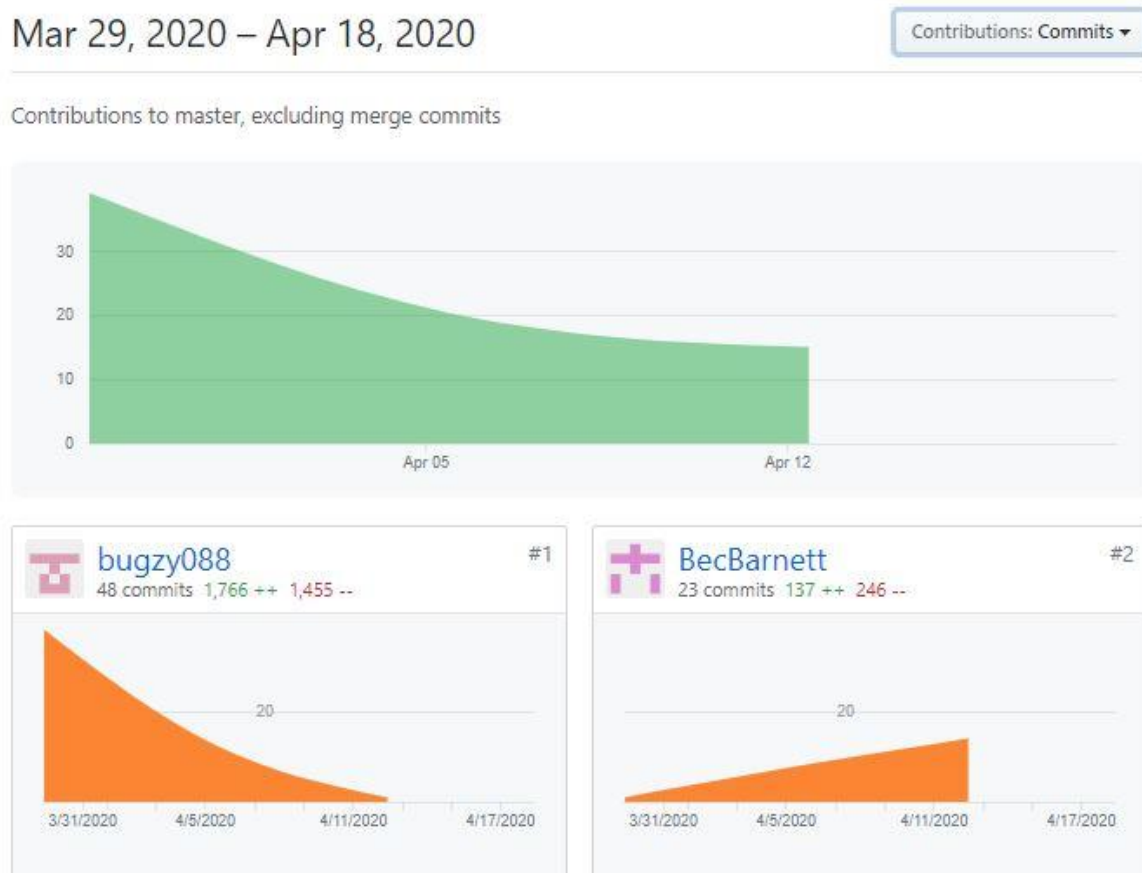 Mar 29, 2020 – Apr 18, 2020
Contributions: Commits
Contributions to master, excluding merge commits
30
20
10
0
Apr 05 Apr 12
bugzy088 #1
48 commits 1,766 ++ 1,455 --
20
3/31/2020 4/5/2020 4/11/2020 4/17/2020
BecBarnett #2
23 commits 137 ++ 246 --
20
3/31/2020 4/5/2020 4/11/2020 4/17/2020